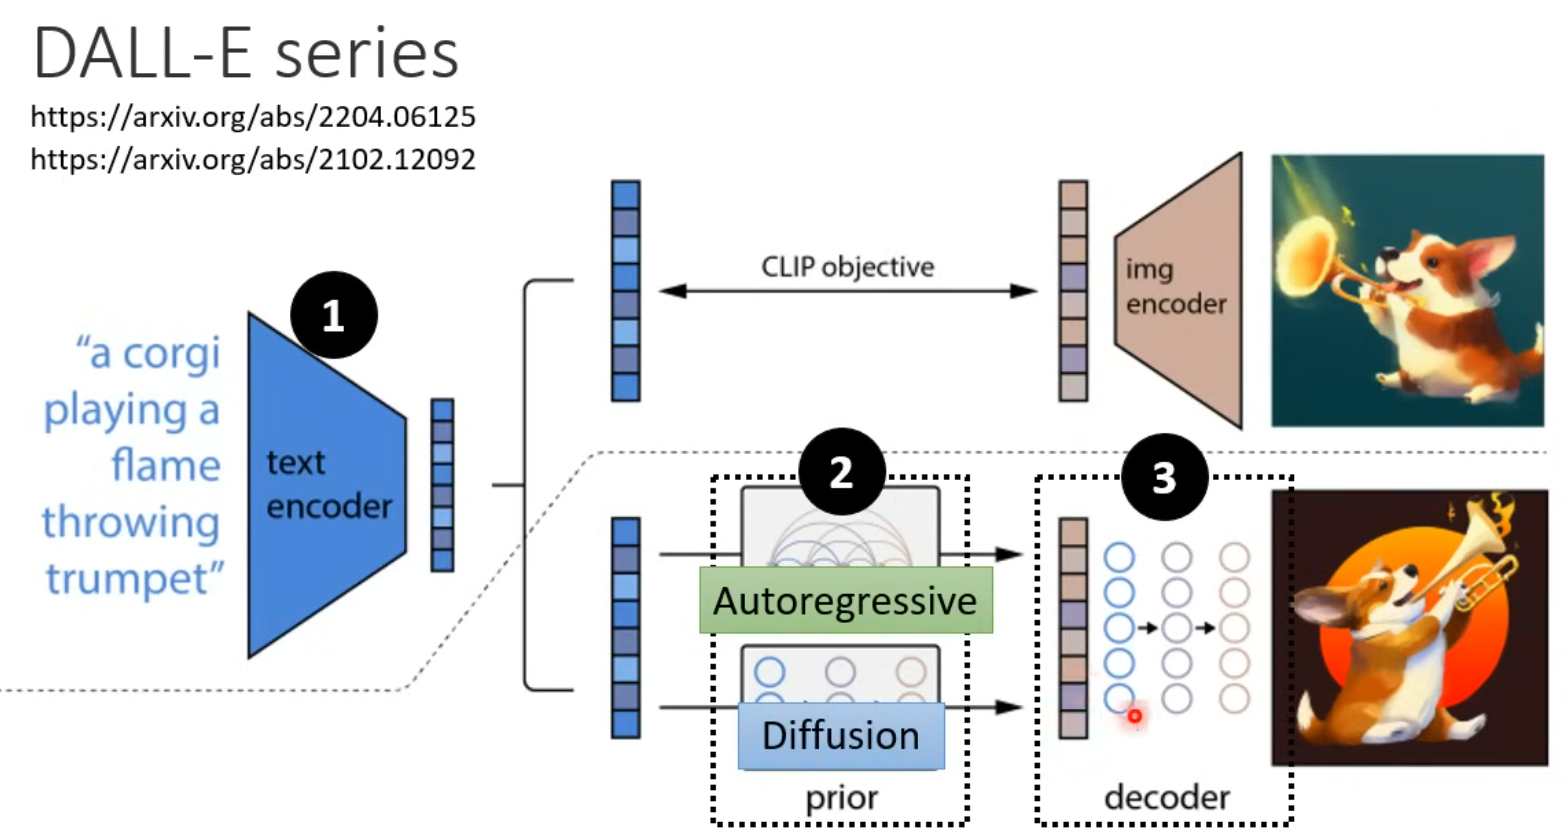 DALL-E series
https://arxiv.org/abs/2204.06125
https://arxiv.org/abs/2102.12092
1
“a corgi
playing a
flame
throwing
trumpet”
text
encoder
CLIP objective
img
encoder
2
Autoregressive
Diffusion
prior
3
decoder